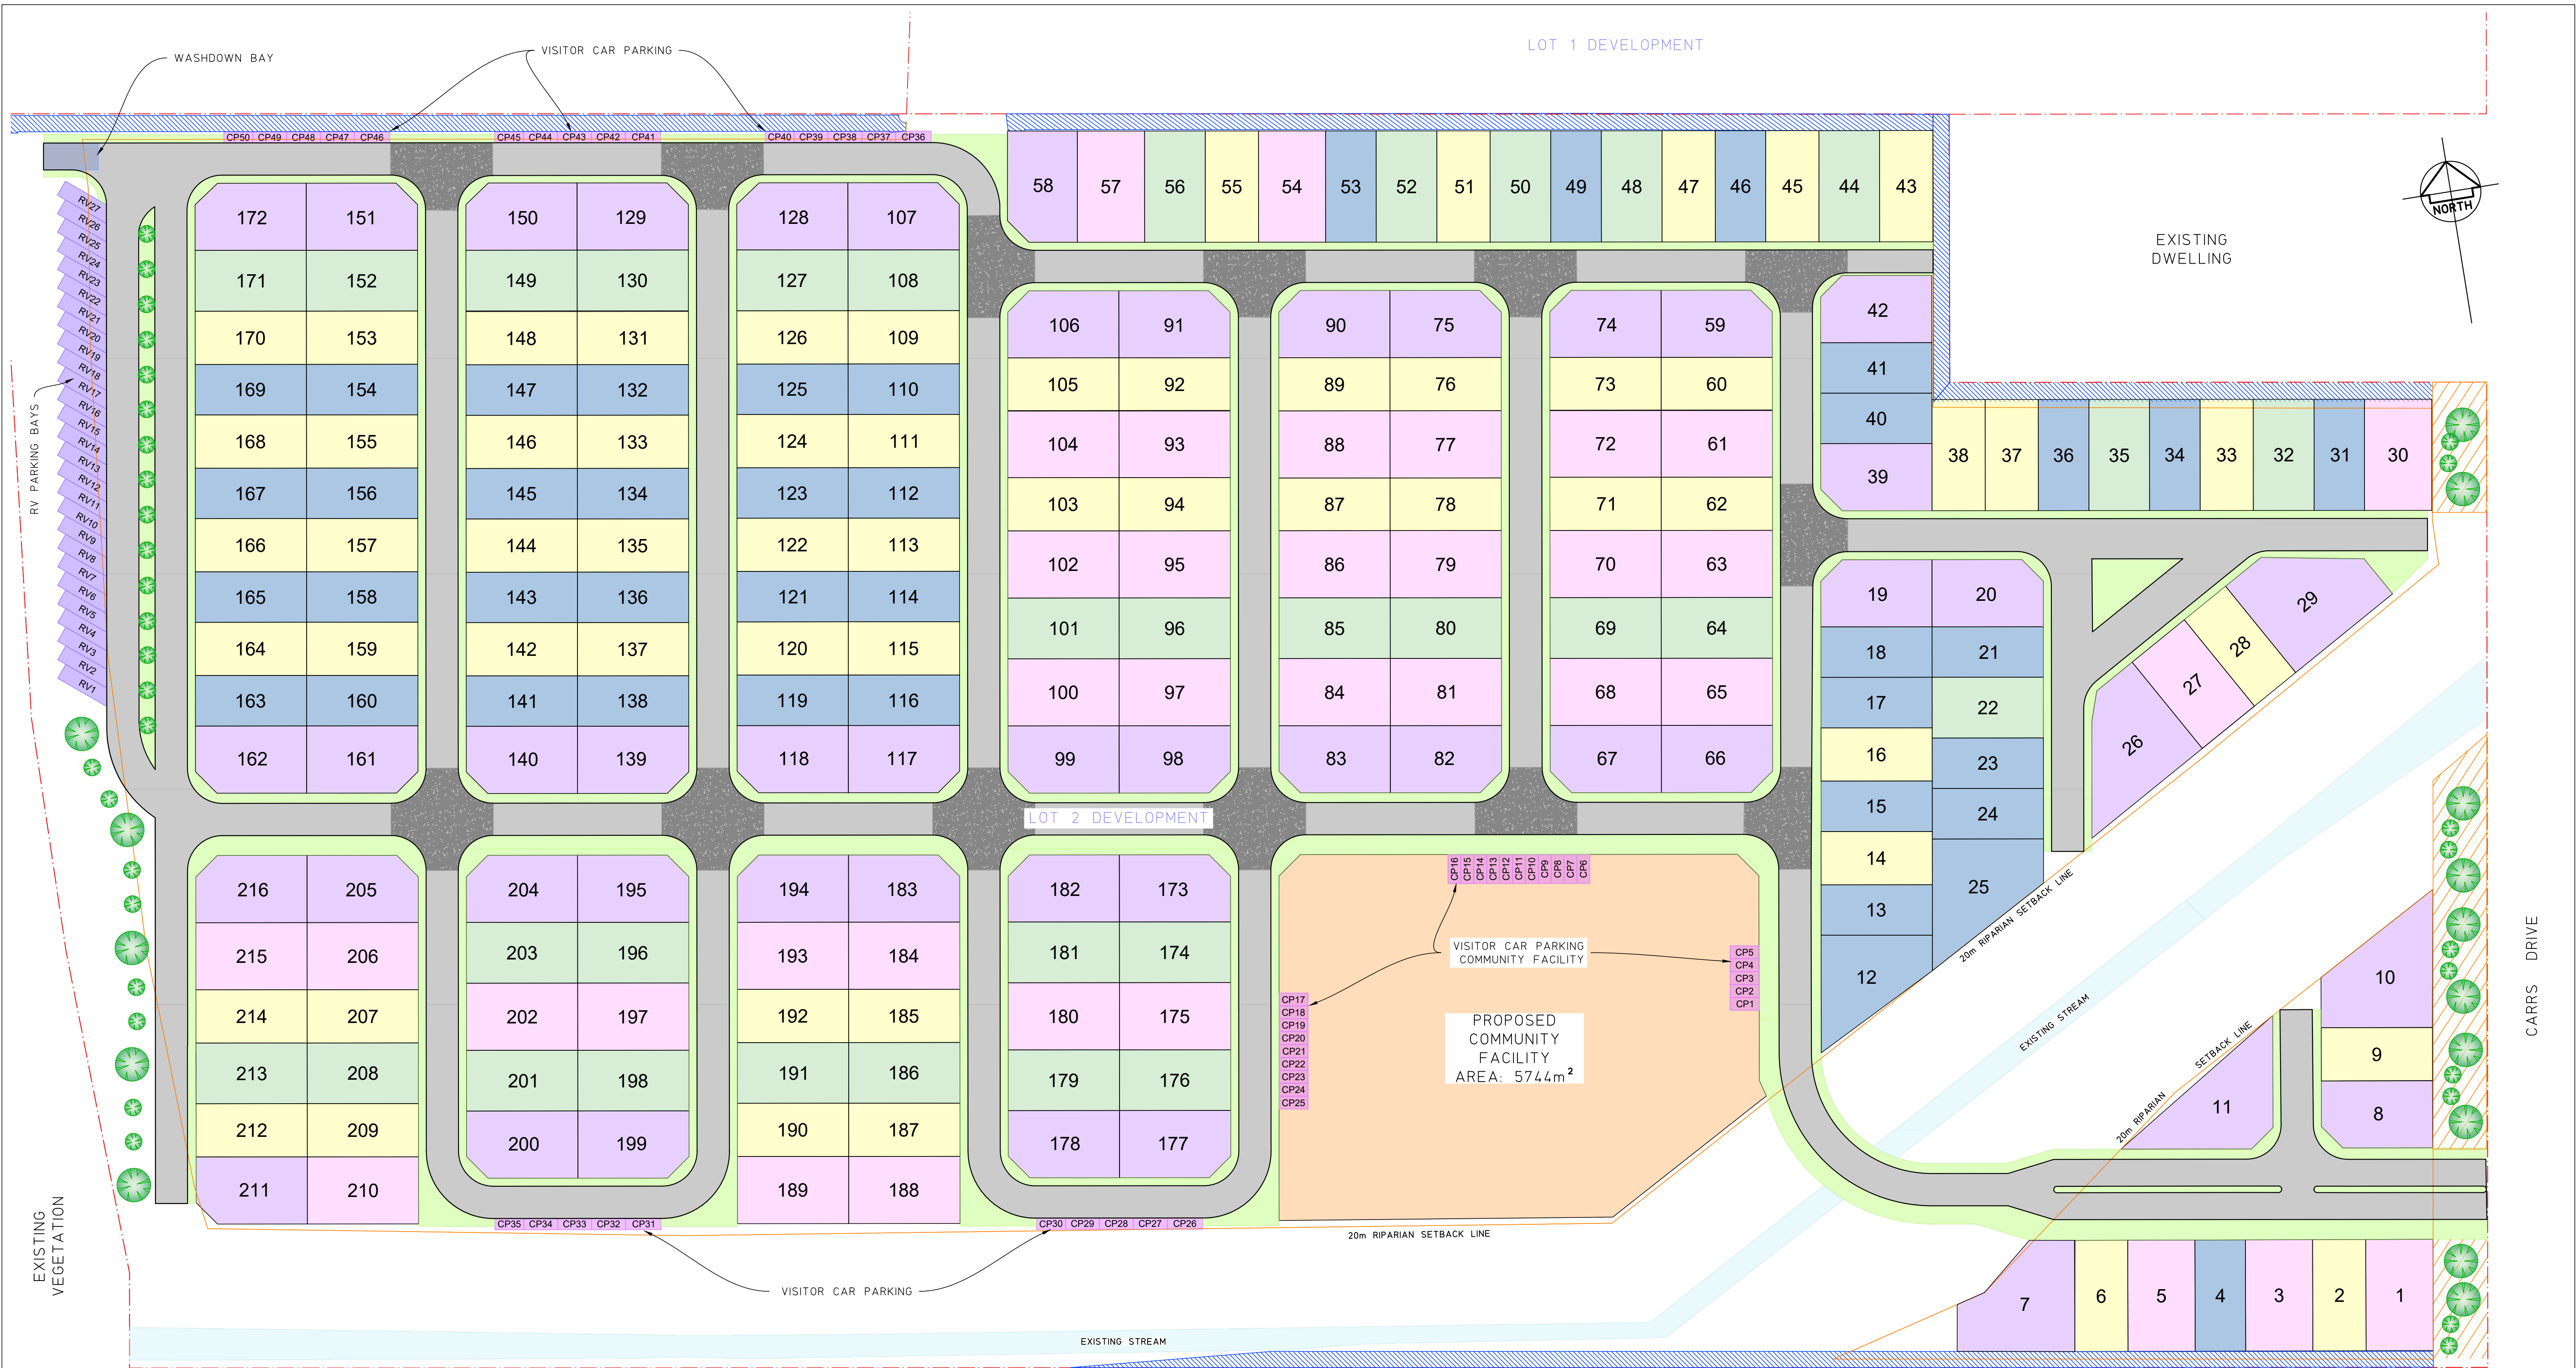 LOT 1 DEVELOPMENT
WASHDOWN BAY
VISITOR CAR PARKING
CP50 CP49 CP48 CP47 CP46
CP45 CP44 CP43 CP42 CP41
CP40 CP39 CP38 CP37 CP36
58 57 56 55 54 53 52 51 50 49 48 47 46 45 44 43
NORTH
EXISTING
DWELLING
RV27
RV26
RV25
RV24
RV23
RV22
RV21
RV20
RV19
RV18
RV17
RV16
RV15
RV14
RV13
RV12
RV11
RV10
RV9
RV8
RV7
RV6
RV5
RV4
RV3
RV2
RV1
RV PARKING BAYS
172 151
171 152
170 153
169 154
168 155
167 156
166 157
165 158
164 159
163 160
162 161
150 129
149 130
148 131
147 132
146 133
145 134
144 135
143 136
142 137
141 138
140 139
128 107
127 108
126 109
125 110
124 111
123 112
122 113
121 114
120 115
119 116
118 117
106 91
105 92
104 93
103 94
102 95
101 96
100 97
99 98
90 75
89 76
88 77
87 78
86 79
85 80
84 81
83 82
74 59
73 60
72 61
71 62
70 63
69 64
68 65
67 66
42
41
40
39
38 37 36 35 34 33 32 31 30
19 20
18 21
17 22
16 23
15 24
14 25
13
12
29
28
27
26
LOT 2 DEVELOPMENT
216 205
215 206
214 207
213 208
212 209
211 210
204 195
203 196
202 197
201 198
200 199
194 183
193 184
192 185
191 186
190 187
189 188
182 173
181 174
180 175
179 176
178 177
CP16 CP15 CP14 CP13 CP12 CP11 CP10 CP9 CP8 CP7 CP6
VISITOR CAR PARKING
COMMUNITY FACILITY
CP5
CP4
CP3
CP2
CP1
CP17
CP18
CP19
CP20
CP21
CP22
CP23
CP24
CP25
PROPOSED
COMMUNITY
FACILITY
AREA: 5744m²
20m RIPARIAN SETBACK LINE
EXISTING STREAM
20m RIPARIAN SETBACK LINE
10
9
8
11
CARRS DRIVE
CP35 CP34 CP33 CP32 CP31
CP30 CP29 CP28 CP27 CP26
20m RIPARIAN SETBACK LINE
VISITOR CAR PARKING
EXISTING
VEGETATION
7 6 5 4 3 2 1
EXISTING STREAM